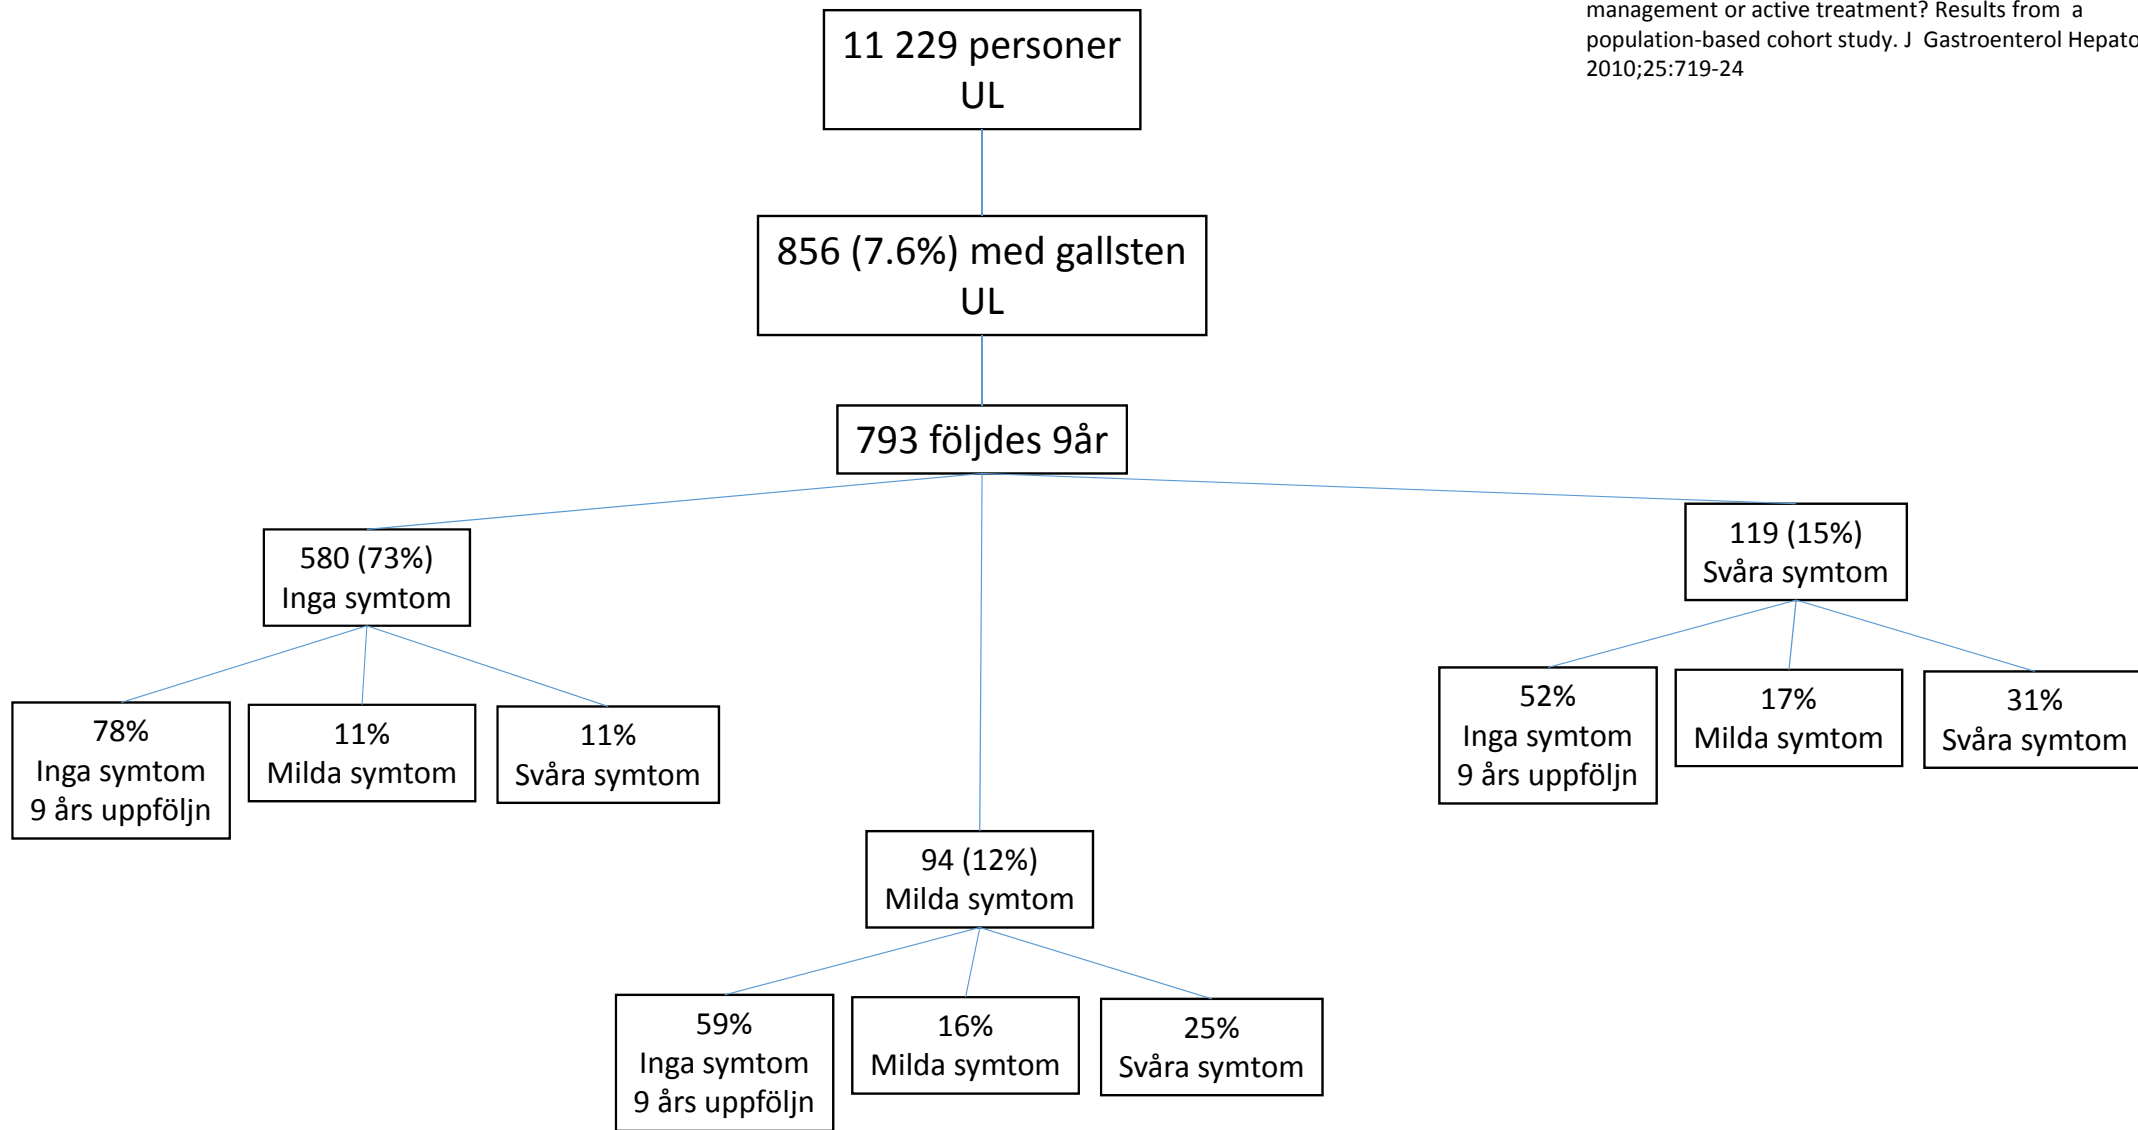 management or active treatment? Results from a
population-based cohort study. J Gastroenterol Hepato
2010;25:719-24
11 229 personer
UL
856 (7.6%) med gallsten
UL
793 följdes 9år
580 (73%)
Inga symtom
119 (15%)
Svåra symtom
78%
Inga symtom
9 års uppföljn
11%
Milda symtom
11%
Svåra symtom
52%
Inga symtom
9 års uppföljn
17%
Milda symtom
31%
Svåra symtom
94 (12%)
Milda symtom
59%
Inga symtom
9 års uppföljn
16%
Milda symtom
25%
Svåra symtom